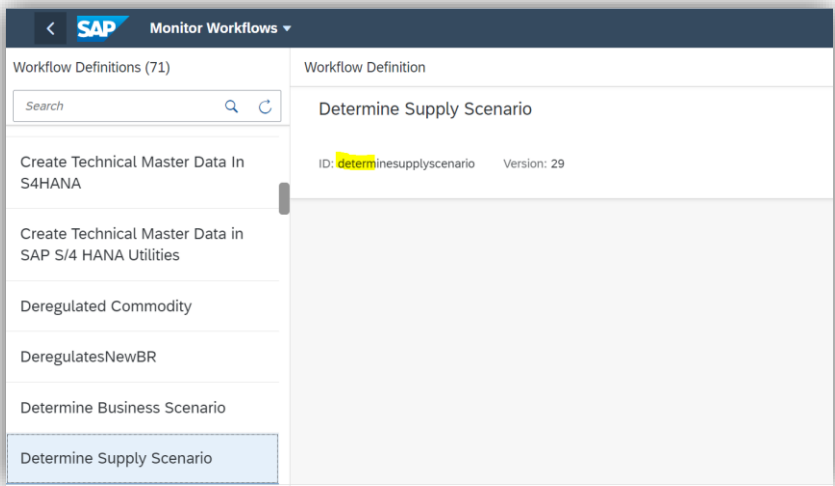 SAP Monitor Workflows
Workflow Definitions (71)
Search
Create Technical Master Data In
S4HANA
Create Technical Master Data in
SAP S/4 HANA Utilities
Deregulated Commodity
DeregulatesNewBR
Determine Business Scenario
Determine Supply Scenario
Workflow Definition
Determine Supply Scenario
ID: determinesupplyscenario Version: 29